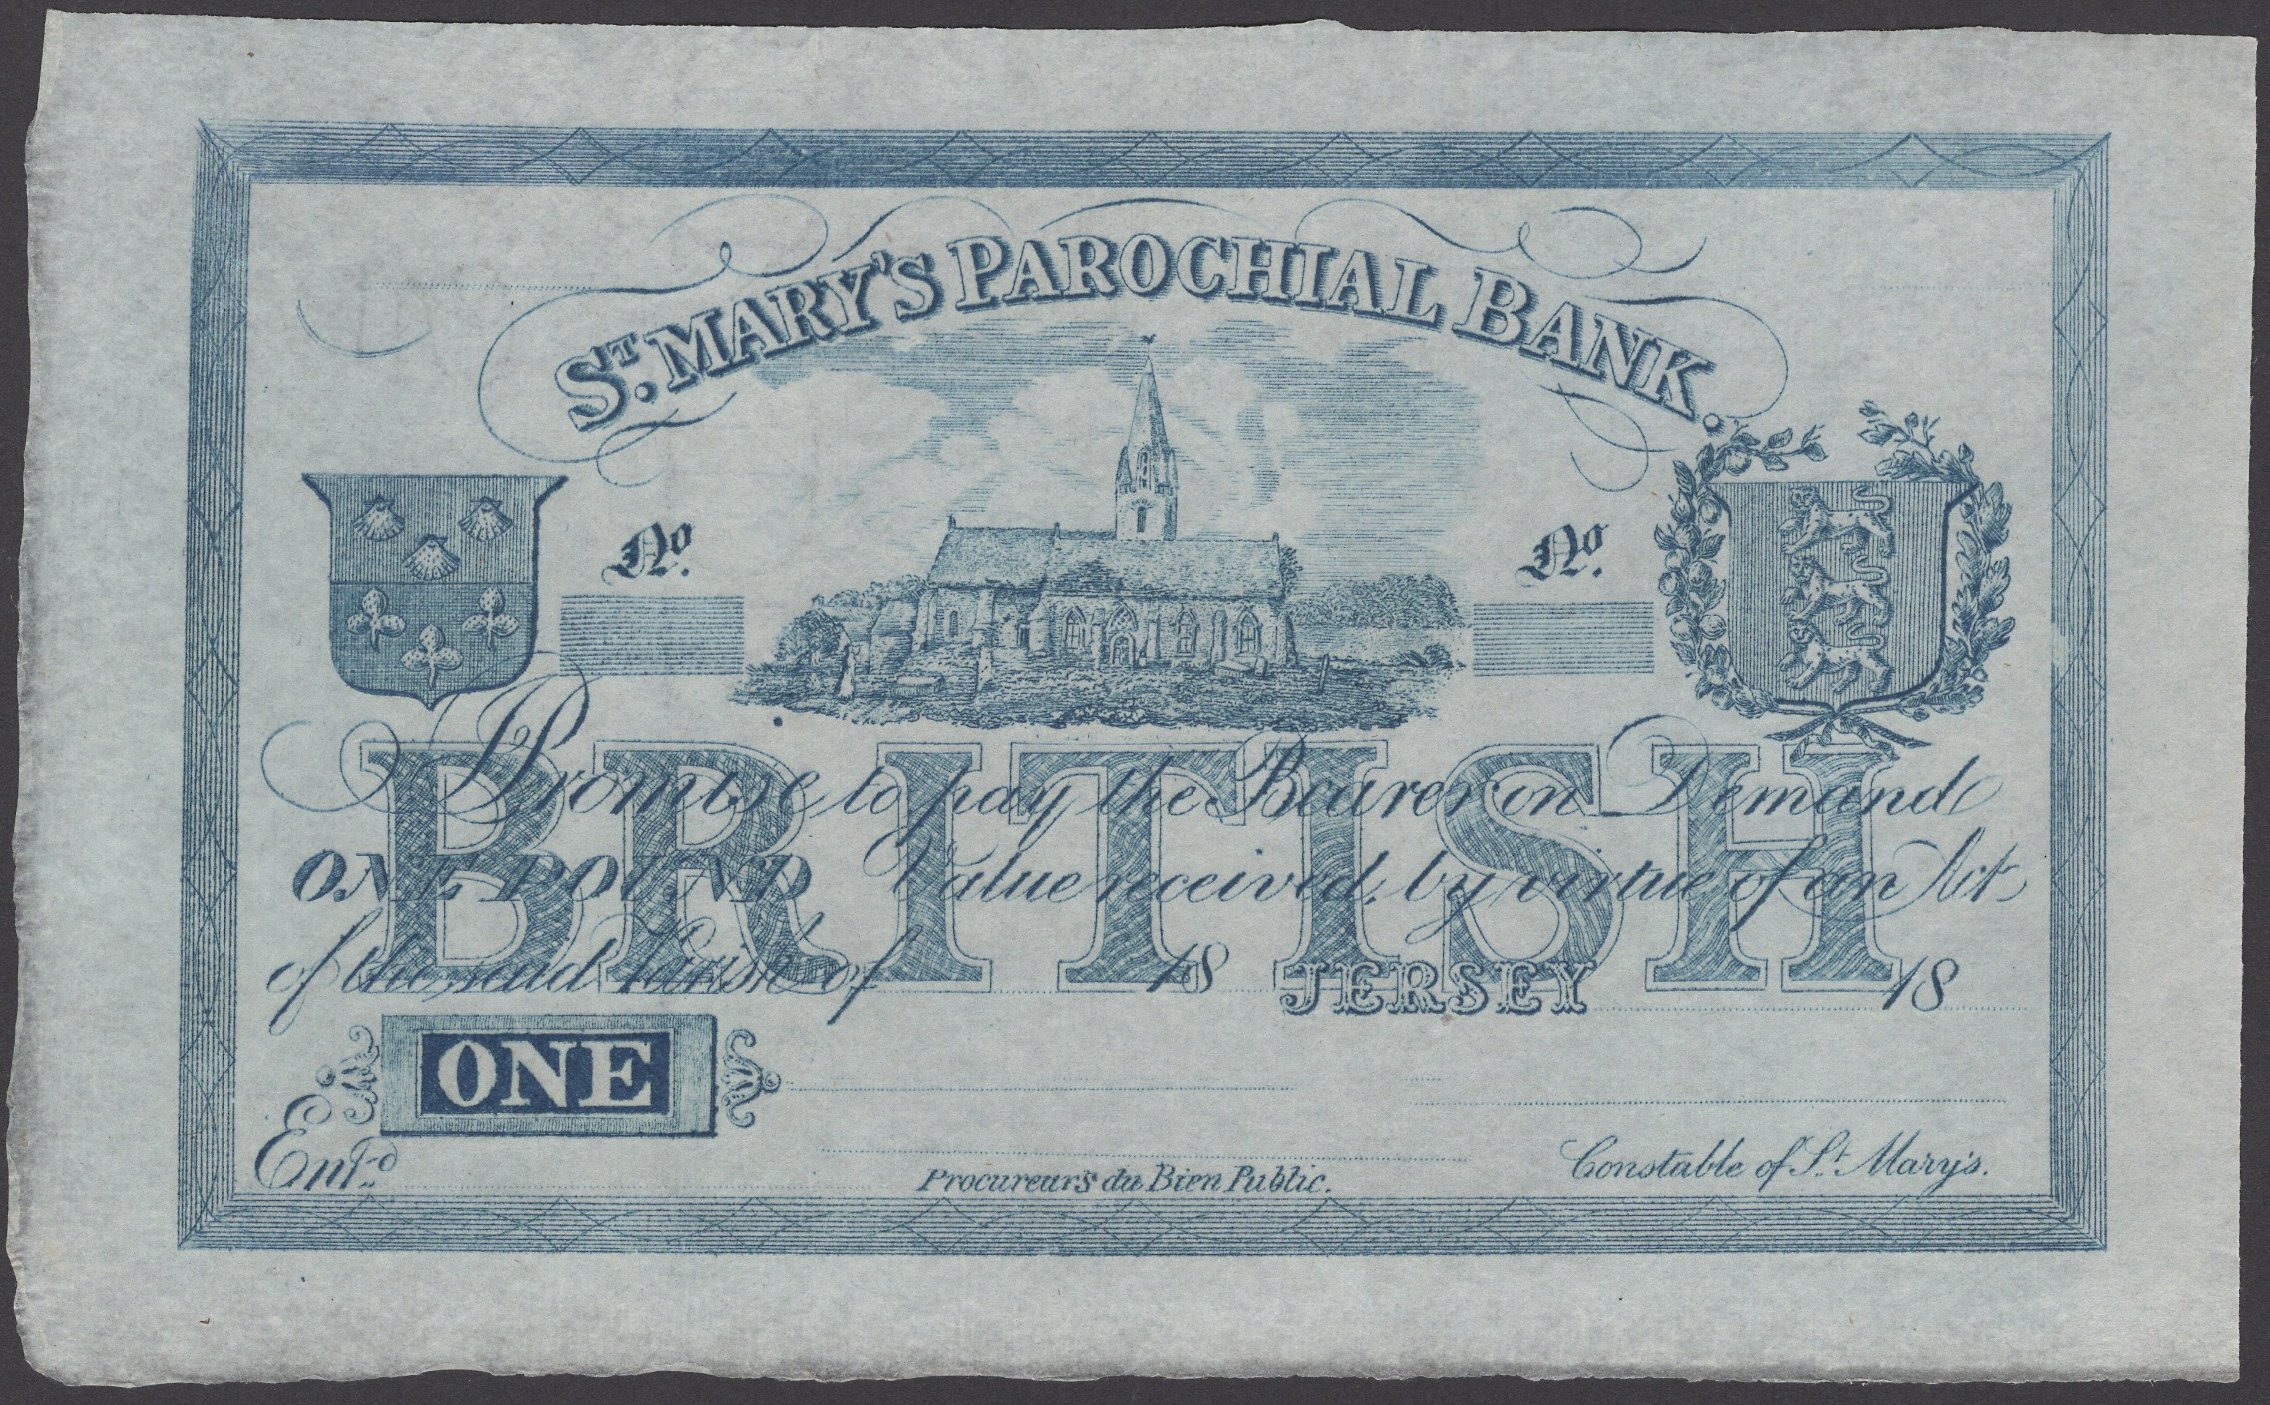 ST. MARY'S PAROCHIAL BANK.
No. No.
BRITISH
Promise to pay the Bearer on Demand
ONE POUND Value received, by virtue of an Act
of the said Parish of 18 JERSEY 18
ONE
Entd
Procureurs du Bien Public.
Constable of St. Mary's.